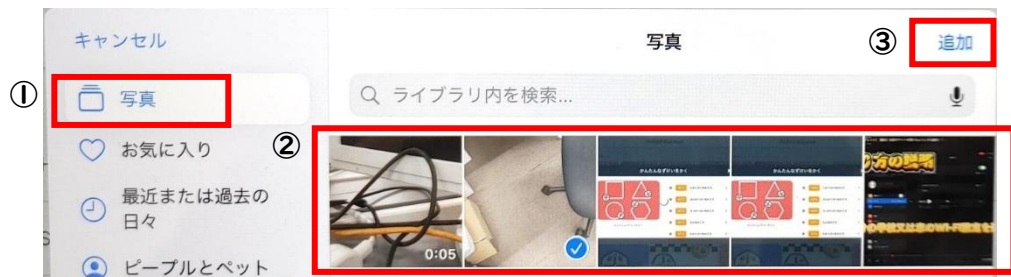 キャンセル
写真
③
追加
①
写真
ライブラリ内を検索...
お気に入り
②
最近または過去の
日々
かんたんなずけいをかく
かんたんなずけいをかく
0:05
ピープルとペット